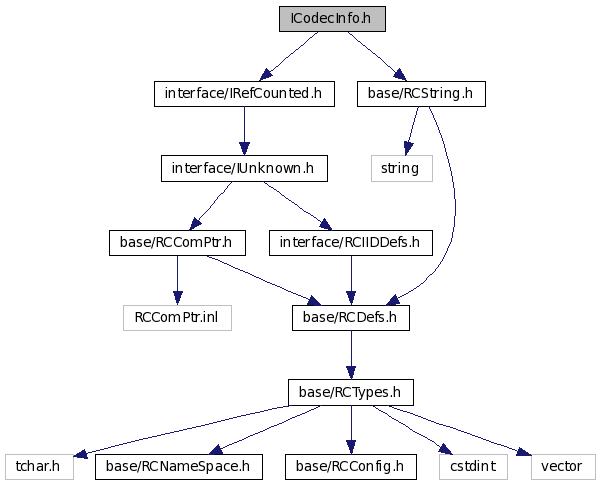 ICodecInfo.h
interface/IRefCounted.h
base/RCString.h
interface/IUnknown.h
string
base/RCComPtr.h
interface/RCIIDDefs.h
RCComPtr.inl
base/RCDefs.h
base/RCTypes.h
tchar.h
base/RCNameSpace.h
base/RCConfig.h
cstdint
vector